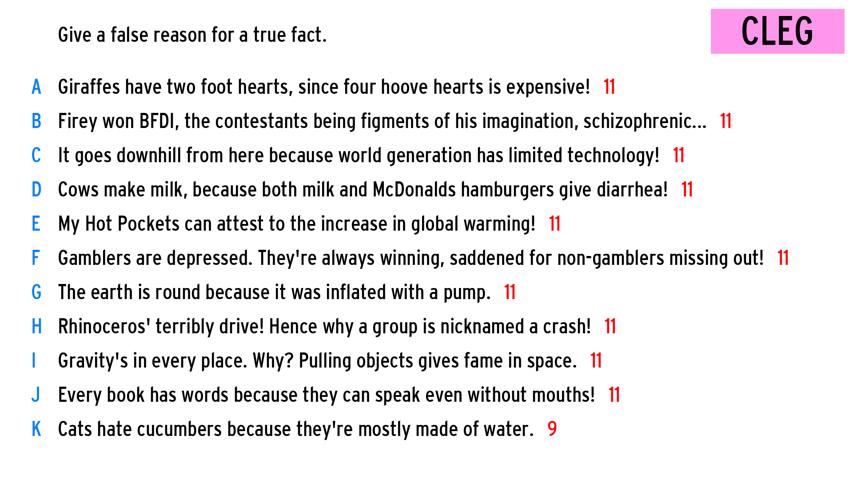 Give a false reason for a true fact.
CLEG
A Giraffes have two foot hearts, since four hoove hearts is expensive! 11
B Firey won BFDI, the contestants being figments of his imagination, schizophrenic... 11
C It goes downhill from here because world generation has limited technology! 11
D Cows make milk, because both milk and McDonalds hamburgers give diarrhea! 11
E My Hot Pockets can attest to the increase in global warming! 11
F Gamblers are depressed. They're always winning, saddened for non-gamblers missing out! 11
G The earth is round because it was inflated with a pump. 11
H Rhinoceros' terribly drive! Hence why a group is nicknamed a crash! 11
I Gravity's in every place. Why? Pulling objects gives fame in space. 11
J Every book has words because they can speak even without mouths! 11
K Cats hate cucumbers because they're mostly made of water. 9